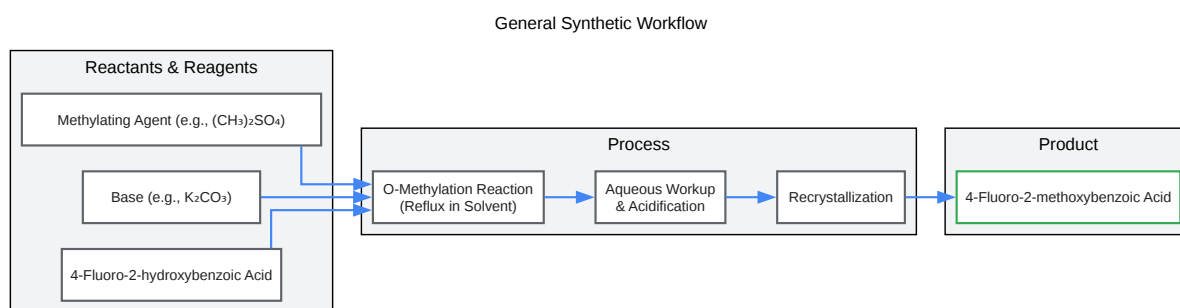 General Synthetic Workflow
Reactants & Reagents
Methylating Agent (e.g., (CH₃)₂SO₄)
Base (e.g., K₂CO₃)
4-Fluoro-2-hydroxybenzoic Acid
Process
O-Methylation Reaction
(Reflux in Solvent)
Aqueous Workup
& Acidification
Recrystallization
Product
4-Fluoro-2-methoxybenzoic Acid